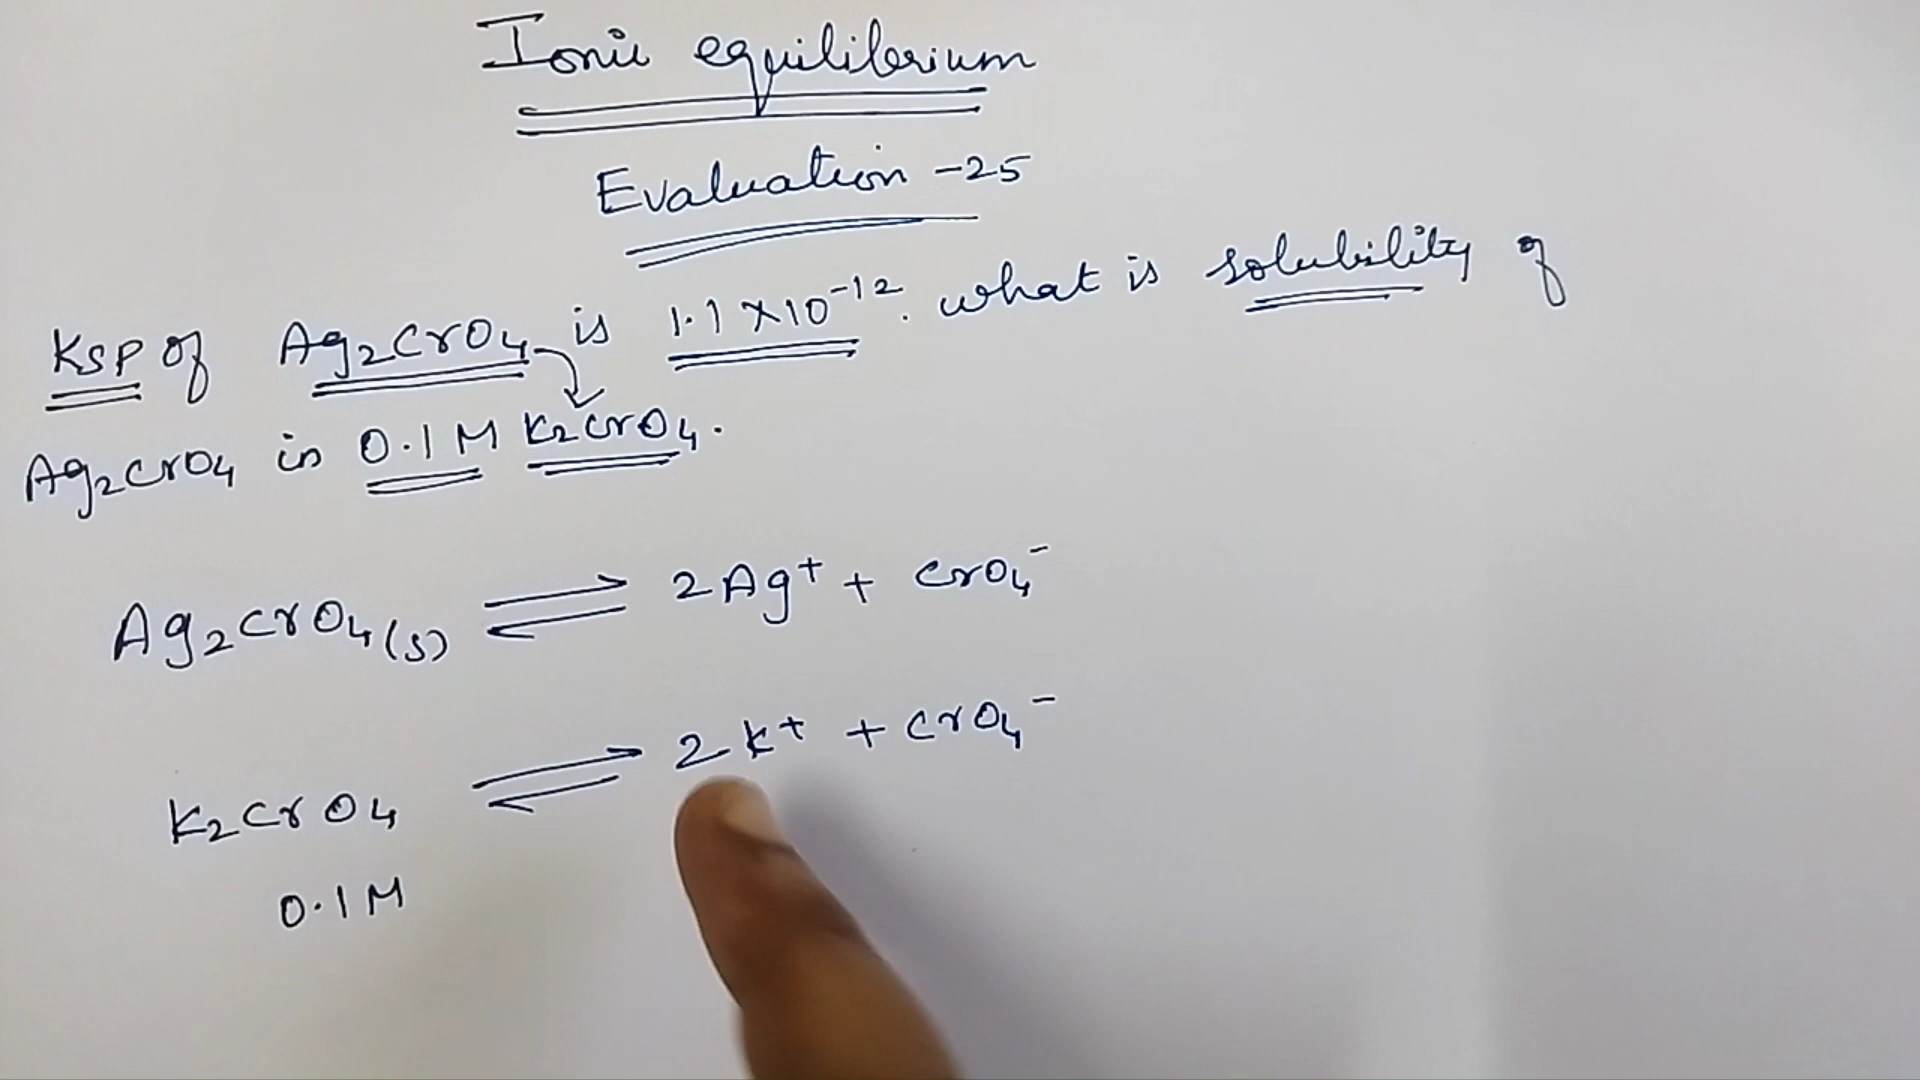 Ionic equilibrium
Evaluation -25
KSP of Ag₂CrO₄ is 1.1 × 10⁻¹². what is solubility of
Ag₂CrO₄ in 0.1 M K₂CrO₄.
Ag₂CrO₄(s) ⇌ 2Ag⁺ + CrO₄⁻
K₂CrO₄ ⇌ 2K⁺ + CrO₄⁻
0.1 M